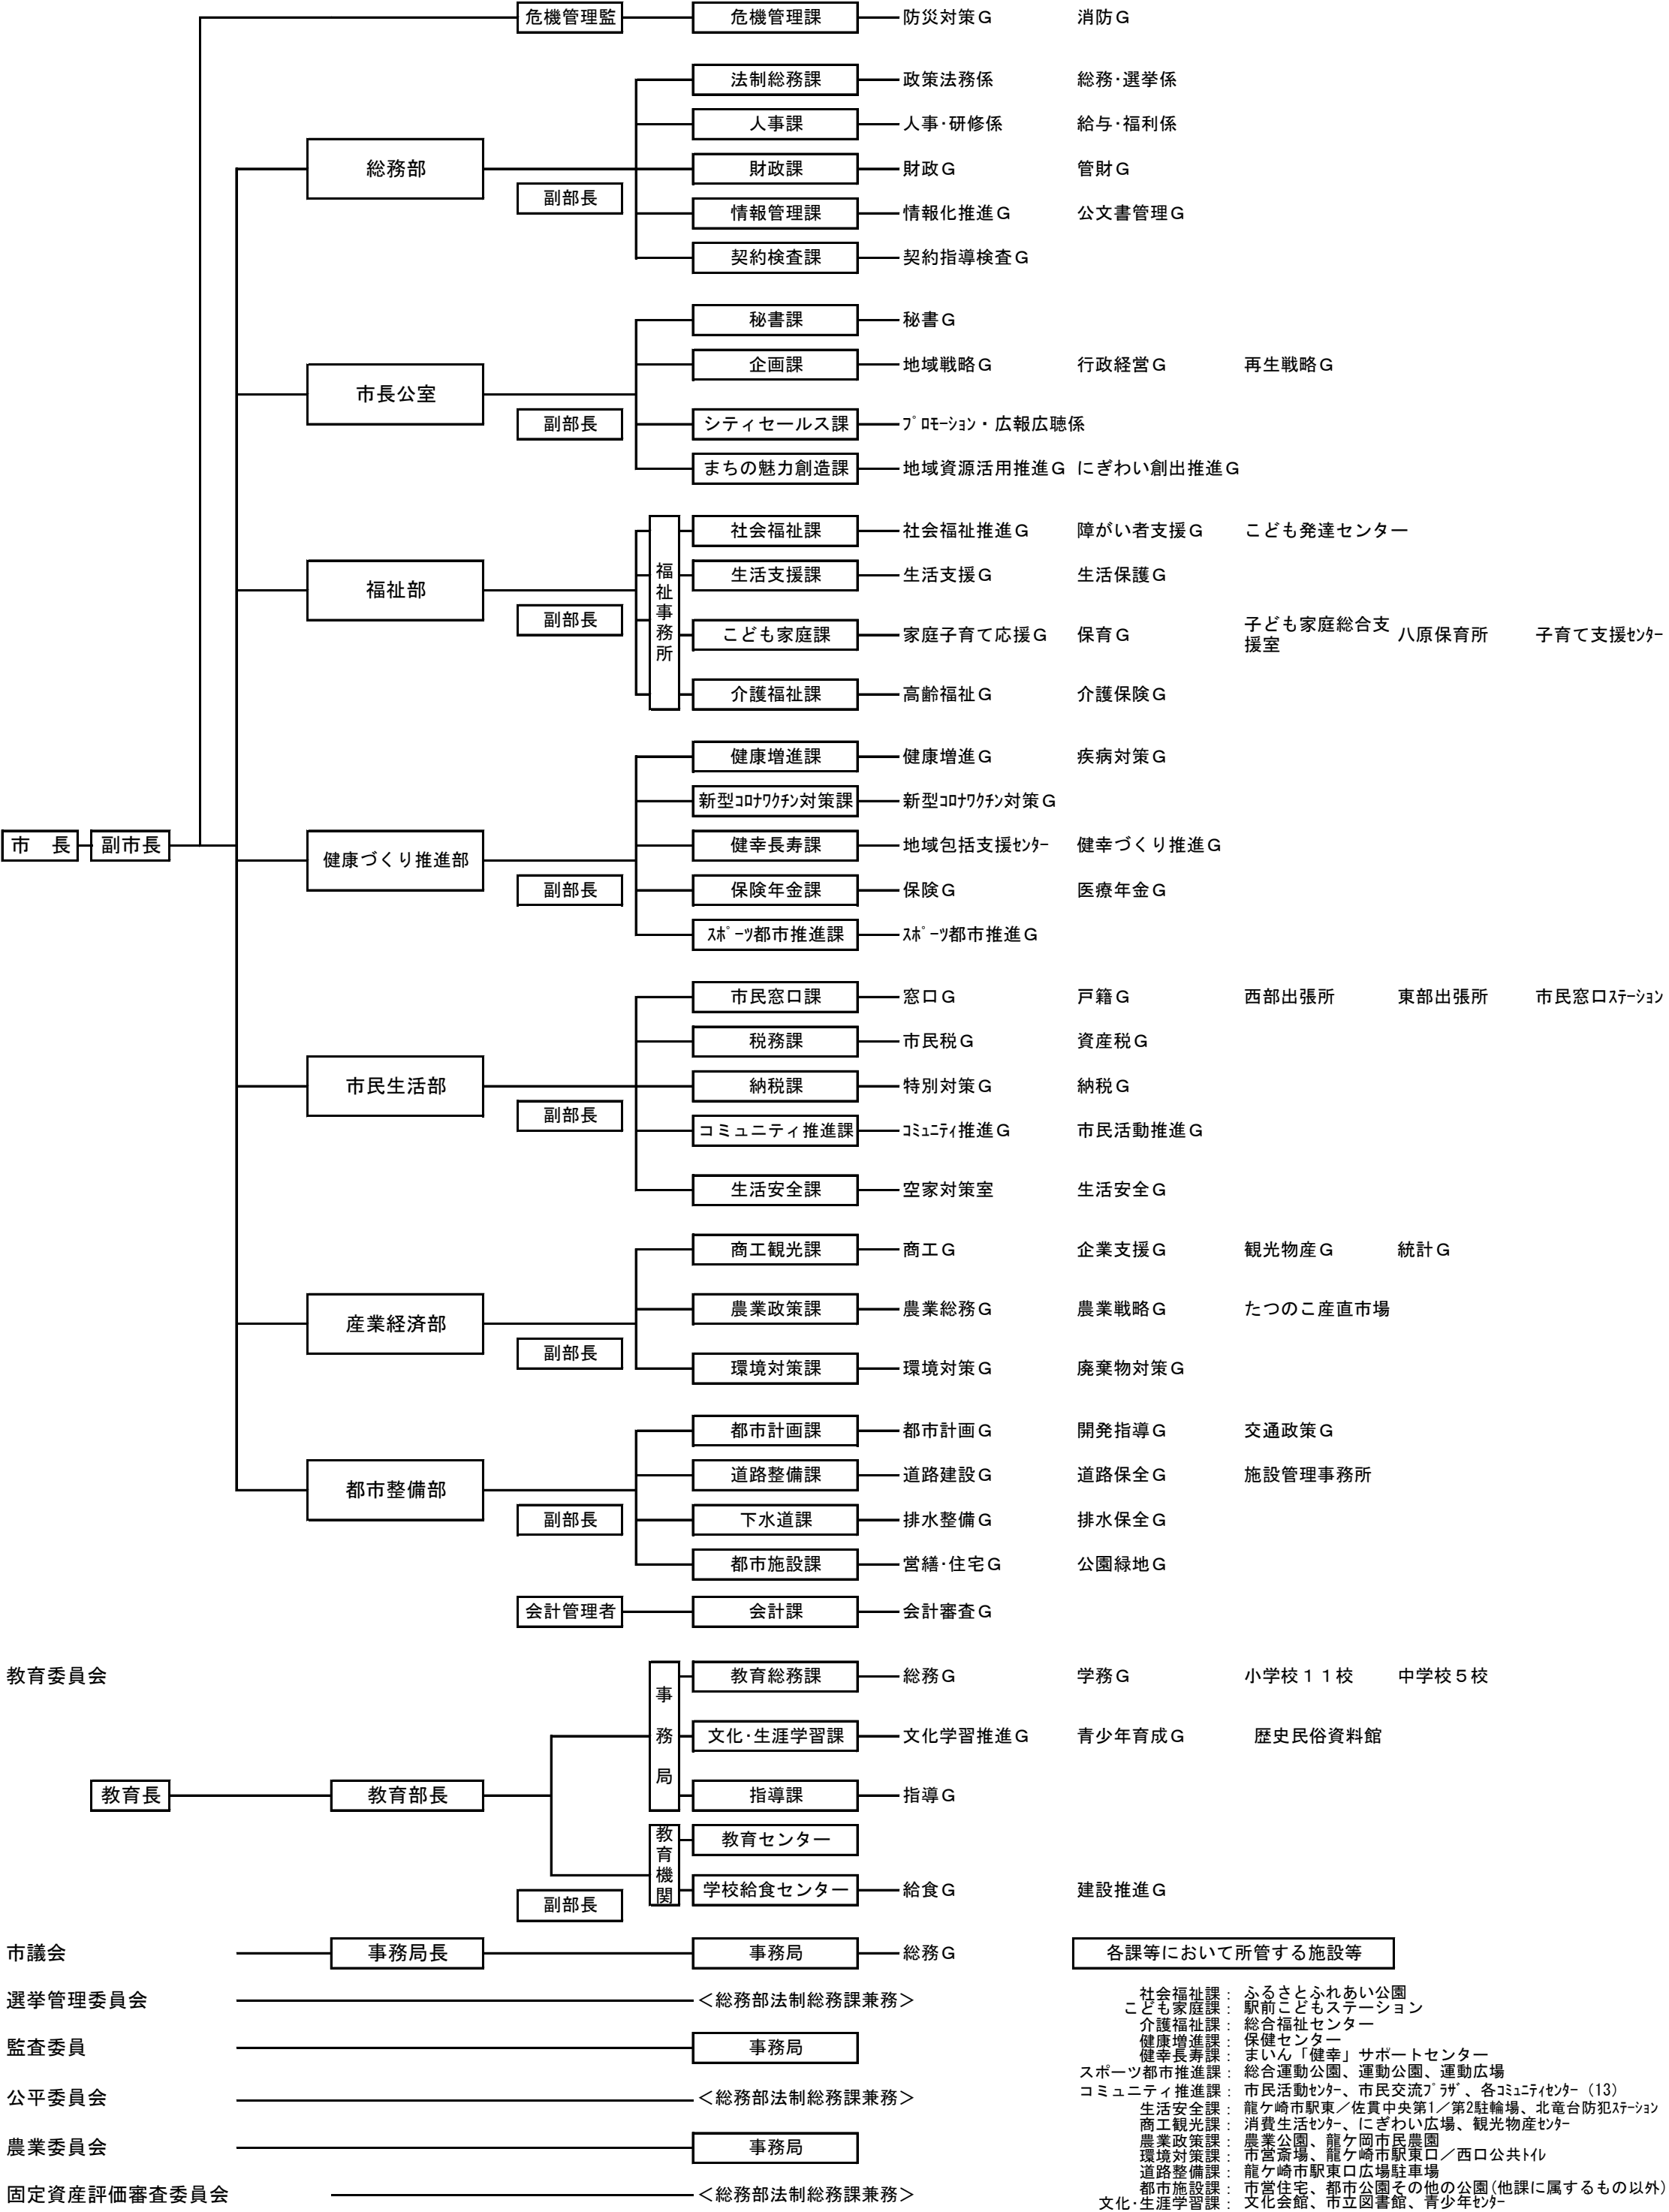 危機管理監 危機管理課 防災対策Ｇ 消防Ｇ
法制総務課 政策法務係 総務･選挙係
人事課 人事･研修係 給与･福利係
総務部 財政課 財政Ｇ 管財Ｇ
副部長
情報管理課 情報化推進Ｇ 公文書管理Ｇ
契約検査課 契約指導検査Ｇ
秘書課 秘書Ｇ
企画課 地域戦略Ｇ 行政経営Ｇ 再生戦略Ｇ
市長公室
副部長 シティセールス課 ﾌﾟﾛﾓｰｼｮﾝ・広報広聴係
まちの魅力創造課 地域資源活用推進Ｇ にぎわい創出推進Ｇ
福祉事務所
社会福祉課 社会福祉推進Ｇ 障がい者支援Ｇ こども発達センター
生活支援課 生活支援Ｇ 生活保護Ｇ
福祉部
副部長
こども家庭課 家庭子育て応援Ｇ 保育Ｇ 子ども家庭総合支 八原保育所 子育て支援ｾﾝﾀｰ
援室
介護福祉課 高齢福祉Ｇ 介護保険Ｇ
健康増進課 健康増進Ｇ 疾病対策Ｇ
新型ｺﾛﾅﾜｸﾁﾝ対策課 新型ｺﾛﾅﾜｸﾁﾝ対策Ｇ
市　長 副市長 健幸長寿課 地域包括支援ｾﾝﾀｰ 健幸づくり推進Ｇ
健康づくり推進部
副部長 保険年金課 保険Ｇ 医療年金Ｇ
ｽﾎﾟｰﾂ都市推進課 ｽﾎﾟｰﾂ都市推進Ｇ
市民窓口課 窓口Ｇ 戸籍Ｇ 西部出張所 東部出張所 市民窓口ｽﾃｰｼｮﾝ
税務課 市民税Ｇ 資産税Ｇ
市民生活部 納税課 特別対策Ｇ 納税Ｇ
副部長
コミュニティ推進課 ｺﾐｭﾆﾃｨ推進Ｇ 市民活動推進Ｇ
生活安全課 空家対策室 生活安全Ｇ
商工観光課 商工Ｇ 企業支援Ｇ 観光物産Ｇ 統計Ｇ
農業政策課 農業総務Ｇ 農業戦略Ｇ たつのこ産直市場
産業経済部
副部長
環境対策課 環境対策Ｇ 廃棄物対策Ｇ
都市計画課 都市計画Ｇ 開発指導Ｇ 交通政策Ｇ
道路整備課 道路建設Ｇ 道路保全Ｇ 施設管理事務所
都市整備部
副部長 下水道課 排水整備Ｇ 排水保全Ｇ
都市施設課 営繕･住宅Ｇ 公園緑地Ｇ
会計管理者 会計課 会計審査Ｇ
教育委員会 教育総務課 総務Ｇ 学務Ｇ 小学校１１校 中学校５校
事務局
文化･生涯学習課 文化学習推進Ｇ 青少年育成Ｇ 歴史民俗資料館
教育長 教育部長 指導課 指導Ｇ
教育機関
教育センター
副部長 学校給食センター 給食Ｇ 建設推進Ｇ
市議会 事務局長 事務局 総務Ｇ 各課等において所管する施設等
選挙管理委員会 ＜総務部法制総務課兼務＞
監査委員 事務局
公平委員会 ＜総務部法制総務課兼務＞
農業委員会 事務局
固定資産評価審査委員会 ＜総務部法制総務課兼務＞
社会福祉課： ふるさとふれあい公園
こども家庭課： 駅前こどもステーション
介護福祉課： 総合福祉センター
健康増進課： 保健センター
健幸長寿課： まいん「健幸」サポートセンター
スポーツ都市推進課： 総合運動公園、運動公園、運動広場
コミュニティ推進課： 市民活動ｾﾝﾀｰ、市民交流ﾌﾟﾗｻﾞ、各ｺﾐｭﾆﾃｨｾﾝﾀｰ（13）
生活安全課： 龍ケ崎市駅東／佐貫中央第1／第2駐輪場、北竜台防犯ｽﾃｰｼｮﾝ
商工観光課： 消費生活ｾﾝﾀｰ、にぎわい広場、観光物産ｾﾝﾀｰ
農業政策課： 農業公園、龍ケ岡市民農園
環境対策課： 市営斎場、龍ケ崎市駅東口／西口公共ﾄｲﾚ
道路整備課： 龍ケ崎市駅東口広場駐車場
都市施設課： 市営住宅、都市公園その他の公園(他課に属するもの以外)
文化･生涯学習課： 文化会館、市立図書館、青少年ｾﾝﾀｰ